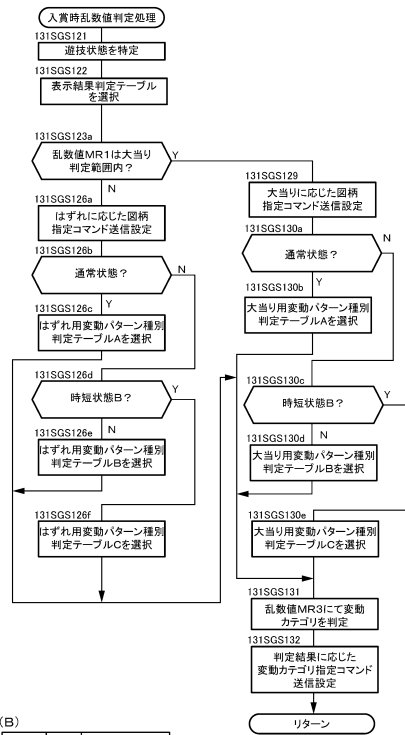 入賞時乱数値判定処理
131SGS121
遊技状態を特定
131SGS122
表示結果判定テーブル
を選択
131SGS123a
乱数値MR1は大当り
判定範囲内?
Y
N
131SGS126a
はずれに応じた図柄
指定コマンド送信設定
131SGS126b
通常状態?
N
Y
131SGS126c
はずれ用変動パターン種別
判定テーブルAを選択
131SGS126d
時短状態B?
Y
N
131SGS126e
はずれ用変動パターン種別
判定テーブルBを選択
131SGS126f
はずれ用変動パターン種別
判定テーブルCを選択
131SGS129
大当りに応じた図柄
指定コマンド送信設定
131SGS130a
通常状態?
N
Y
131SGS130b
大当り用変動パターン種別
判定テーブルAを選択
131SGS130c
時短状態B?
Y
N
131SGS130d
大当り用変動パターン種別
判定テーブルBを選択
131SGS130e
大当り用変動パターン種別
判定テーブルCを選択
131SGS131
乱数値MR3にて変動
カテゴリを判定
131SGS132
判定結果に応じた
変動カテゴリ指定コマンド
送信設定
リターン
(B)